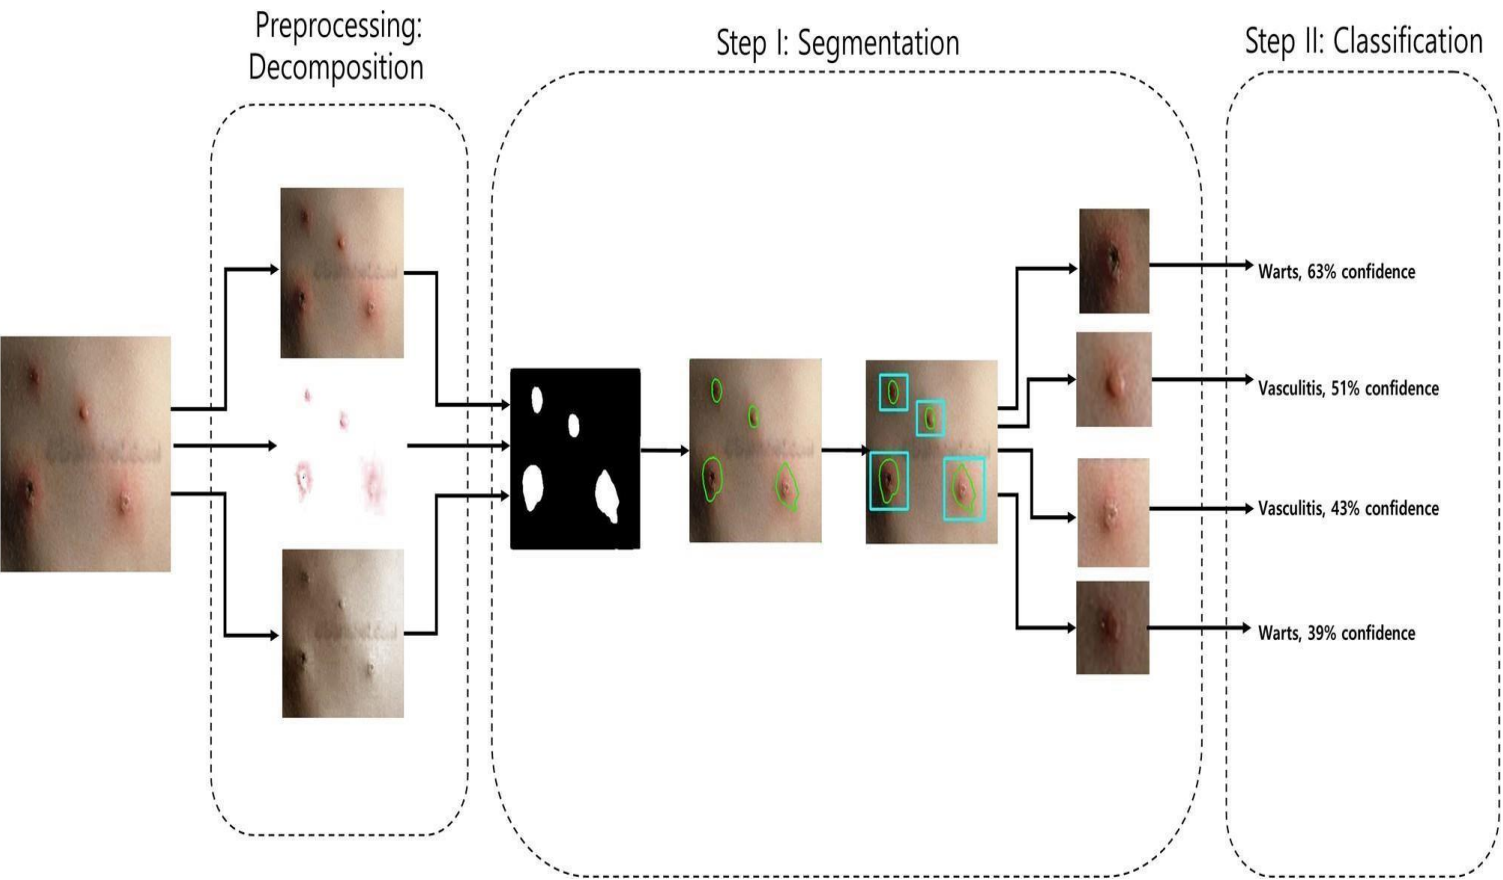 Preprocessing:
Decomposition
Step I: Segmentation
Step II: Classification
Warts, 63% confidence
Vasculitis, 51% confidence
Vasculitis, 43% confidence
Warts, 39% confidence